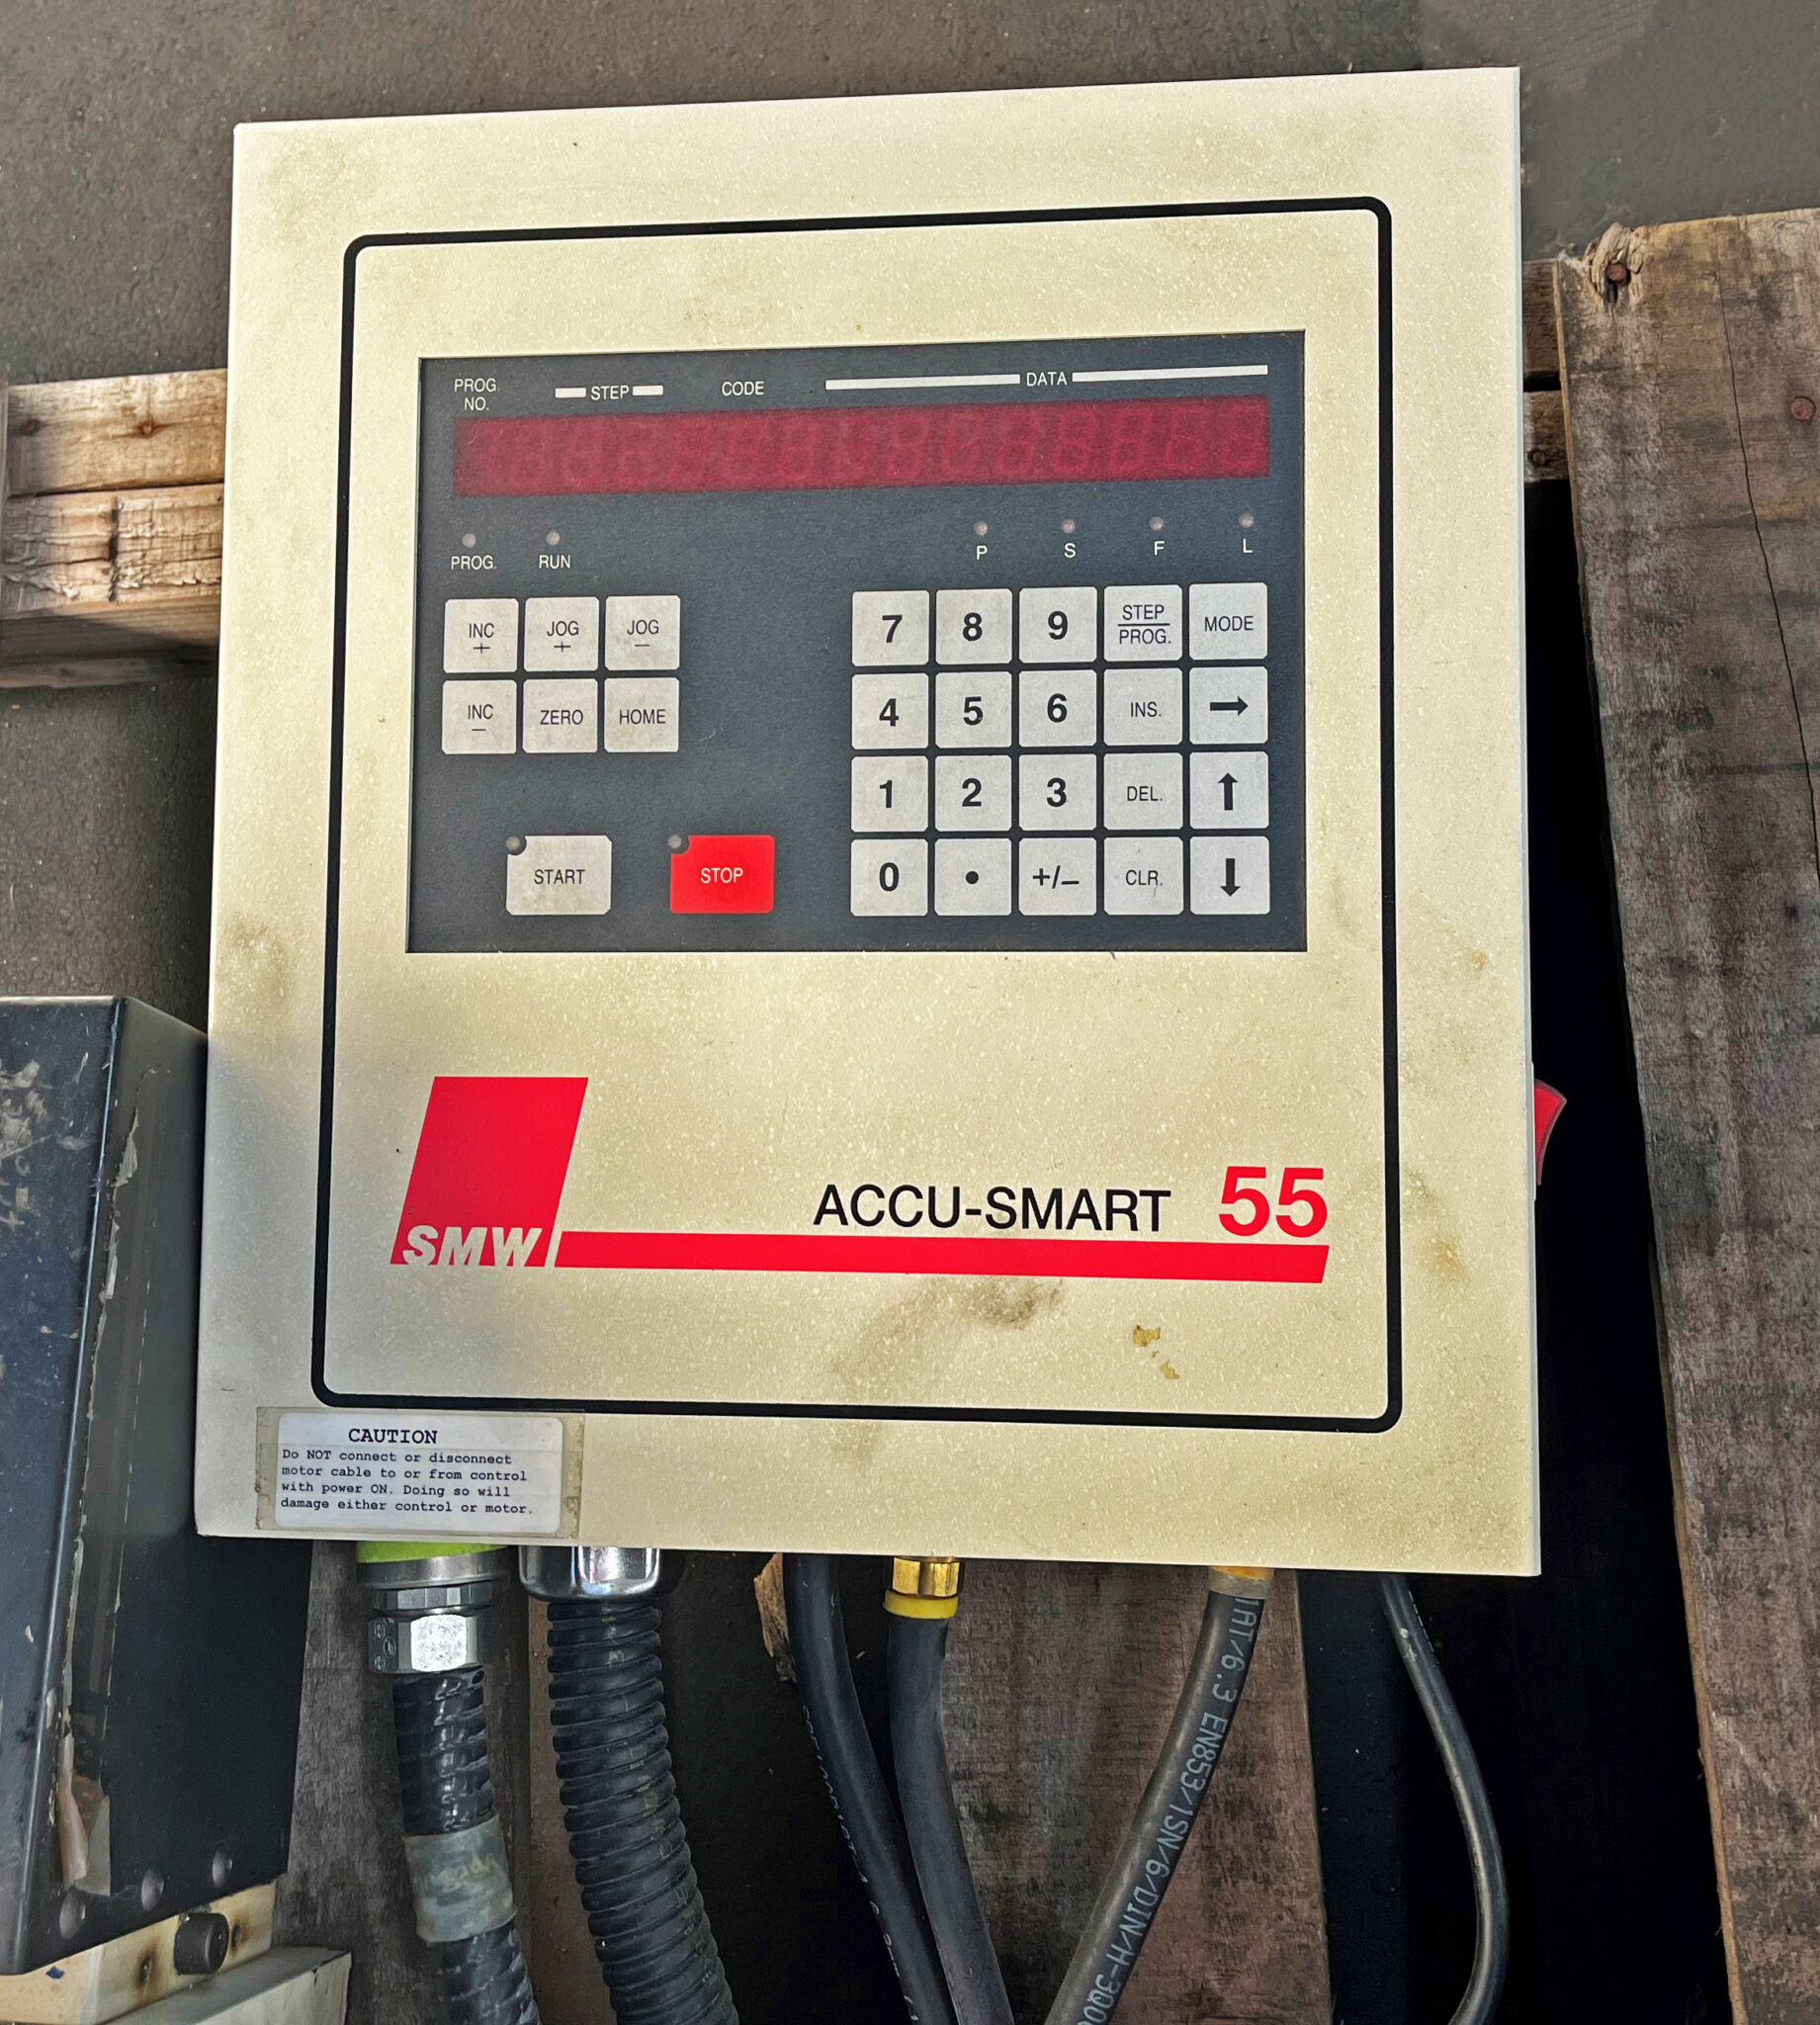 PROG. NO.
STEP
CODE
DATA
PROG.
RUN
P
S
F
L
INC +
JOG +
JOG –
7
8
9
STEP
PROG.
MODE
INC –
ZERO
HOME
4
5
6
INS.
→
1
2
3
DEL.
↑
START
STOP
0
•
+/–
CLR.
↓
SMW
ACCU-SMART 55
CAUTION
Do NOT connect or disconnect
motor cable to or from control
with power ON. Doing so will
damage either control or motor.
/6.3 EN853/1SN/6/DIN/H-300